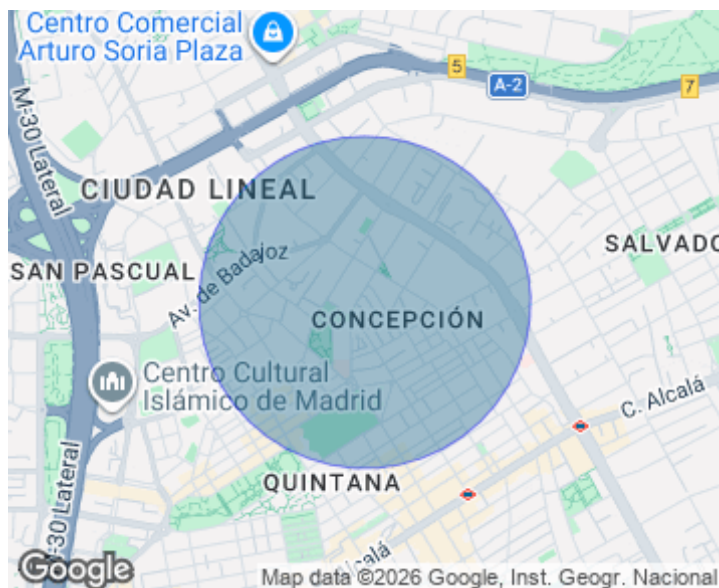 Centro Comercial
Arturo Soria Plaza
5
A-2
7
M-30 Lateral
CIUDAD LINEAL
SALVADO
SAN PASCUAL
Av. de Badajoz
CONCEPCIÓN
Centro Cultural
Islámico de Madrid
C. Alcalá
QUINTANA
M-30 Lateral
Alcalá
Google
Map data ©2026 Google, Inst. Geogr. Nacional